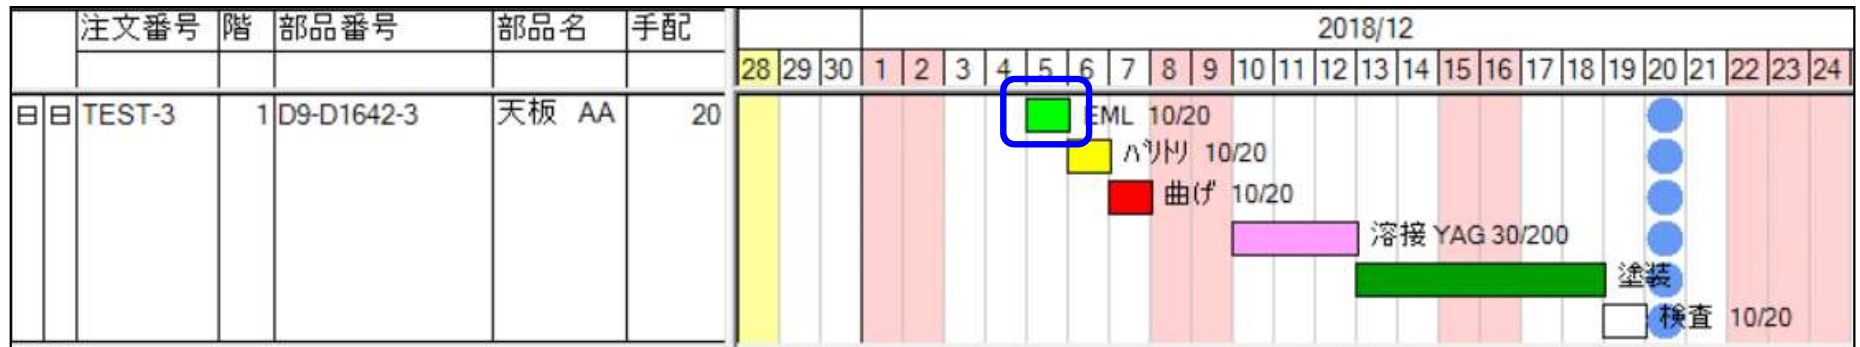 注文番号 階 部品番号 部品名 手配 2018/12
28 29 30 1 2 3 4 5 6 7 8 9 10 11 12 13 14 15 16 17 18 19 20 21 22 23 24
TEST-3 1 D9-D1642-3 天板 AA 20 EML 10/20
ﾊﾞﾘﾄﾘ 10/20
曲げ 10/20
溶接 YAG 30/200
塗装
検査 10/20